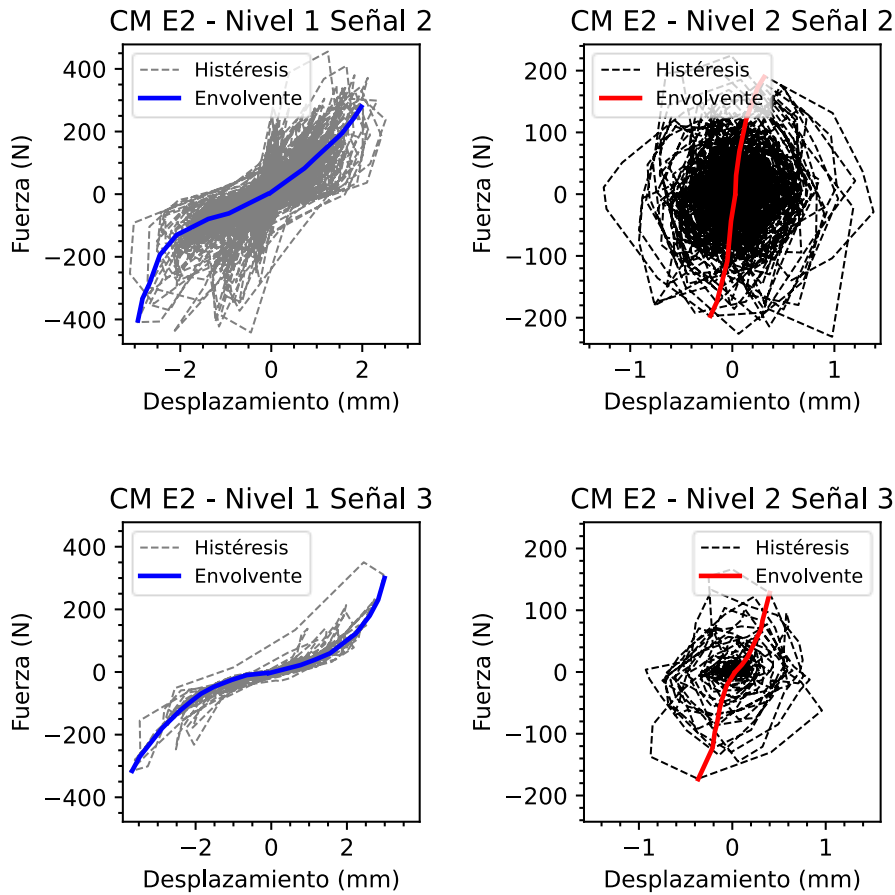 CM E2 - Nivel 1 Señal 2
Histéresis
Envolvente
Fuerza (N)
400
200
0
−200
−400
−2
0
2
Desplazamiento (mm)
CM E2 - Nivel 2 Señal 2
Histéresis
Envolvente
Fuerza (N)
200
100
0
−100
−200
−1
0
1
Desplazamiento (mm)
CM E2 - Nivel 1 Señal 3
Histéresis
Envolvente
Fuerza (N)
400
200
0
−200
−400
−2
0
2
Desplazamiento (mm)
CM E2 - Nivel 2 Señal 3
Histéresis
Envolvente
Fuerza (N)
200
100
0
−100
−200
−1
0
1
Desplazamiento (mm)